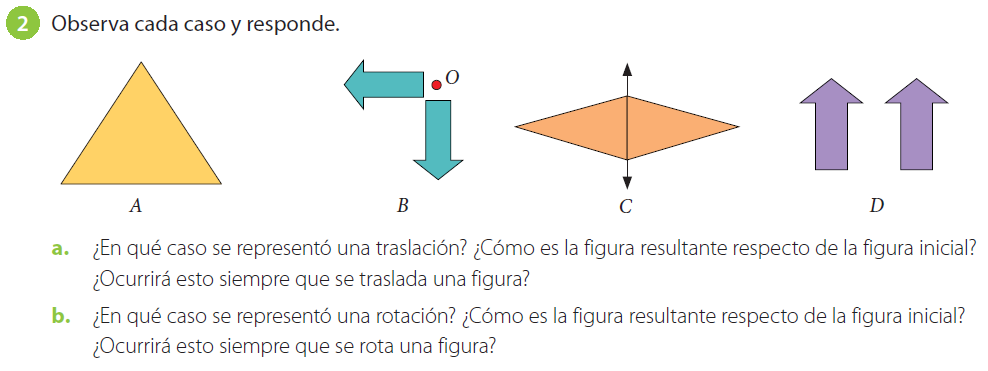 2 Observa cada caso y responde.
O
A B C D
a. ¿En qué caso se representó una traslación? ¿Cómo es la figura resultante respecto de la figura inicial?
¿Ocurrirá esto siempre que se traslada una figura?
b. ¿En qué caso se representó una rotación? ¿Cómo es la figura resultante respecto de la figura inicial?
¿Ocurrirá esto siempre que se rota una figura?